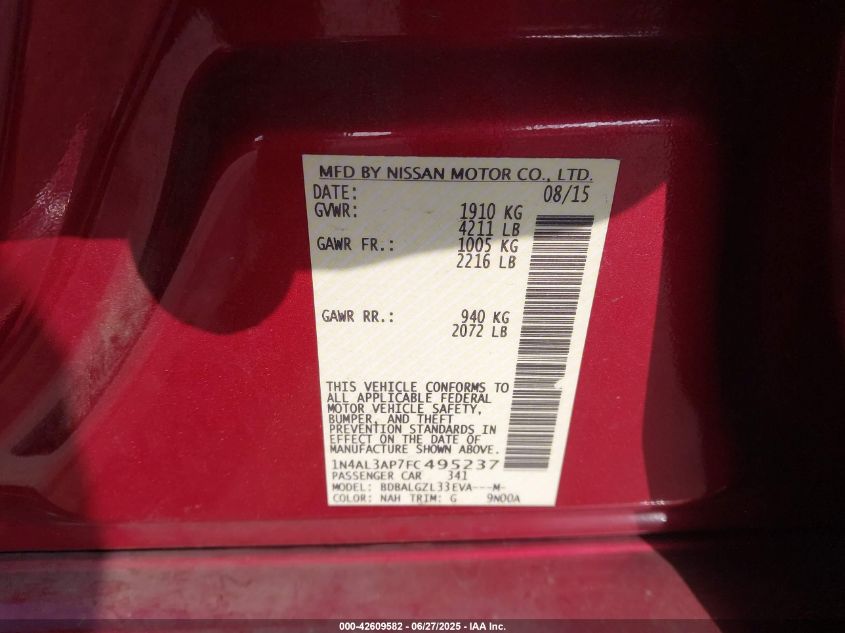 MFD BY NISSAN MOTOR CO., LTD.
DATE: 08/15
GVWR: 1910 KG
4211 LB
GAWR FR.: 1005 KG
2216 LB
GAWR RR.: 940 KG
2072 LB
THIS VEHICLE CONFORMS TO
ALL APPLICABLE FEDERAL
MOTOR VEHICLE SAFETY,
BUMPER, AND THEFT
PREVENTION STANDARDS IN
EFFECT ON THE DATE OF
MANUFACTURE SHOWN ABOVE.
1N4AL3AP7FC495237
PASSENGER CAR 341
MODEL: BDBALGZL33EVA---M-
COLOR: NAH TRIM: G 9N00A
000-42609582 - 06/27/2025 - IAA Inc.